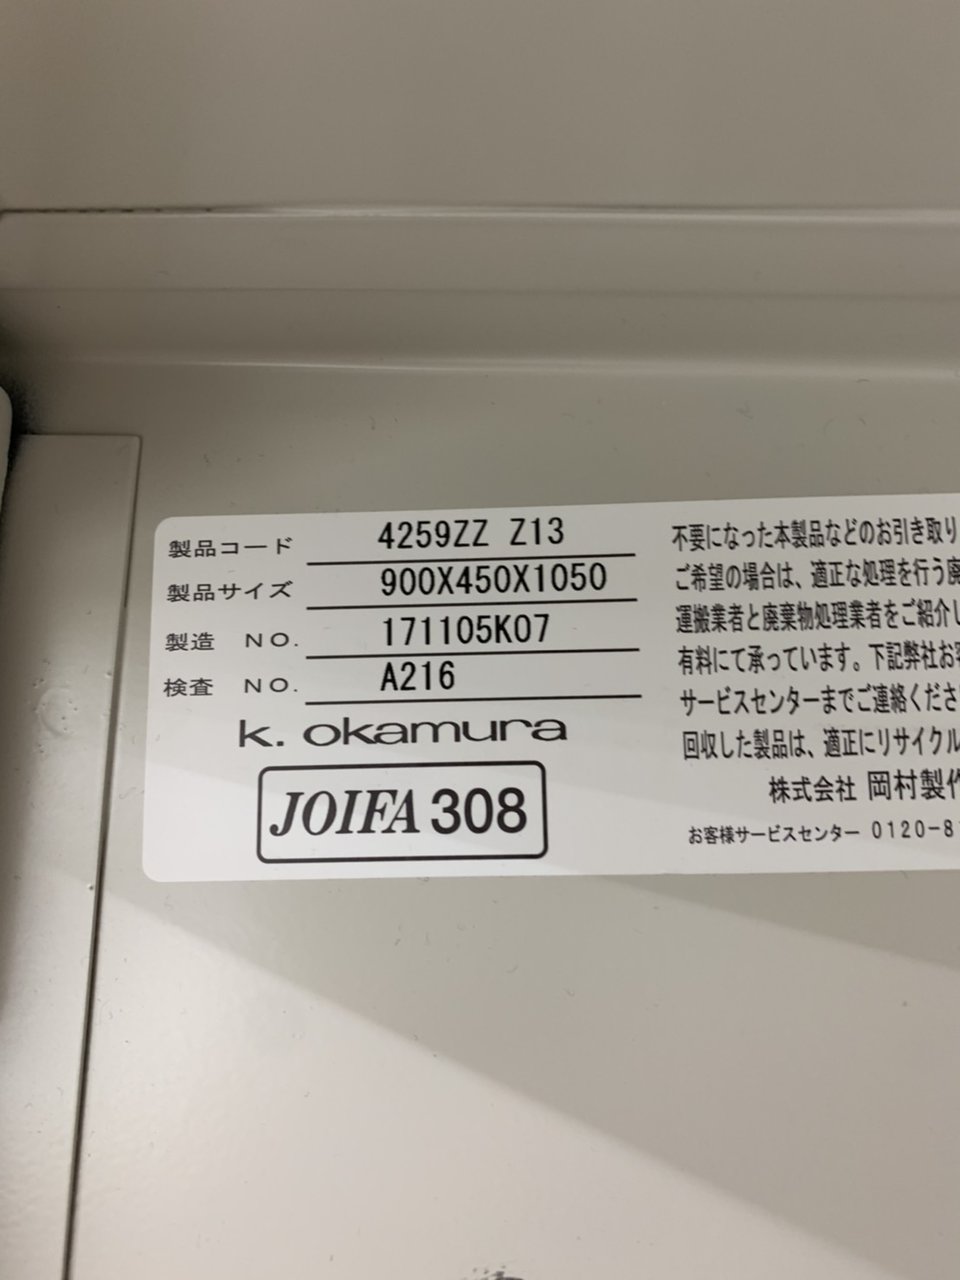 製品コード 4259ZZ Z13
製品サイズ 900X450X1050
製造 NO. 171105K07
検査 NO. A216
k. okamura
JOIFA 308
不要になった本製品などのお引き取り
ご希望の場合は、適正な処理を行う廃
運搬業者と廃棄物処理業者をご紹介し
有料にて承っています。下記弊社お客
サービスセンターまでご連絡くださ
回収した製品は、適正にリサイクル
株式会社 岡村製作
お客様サービスセンター 0120-81